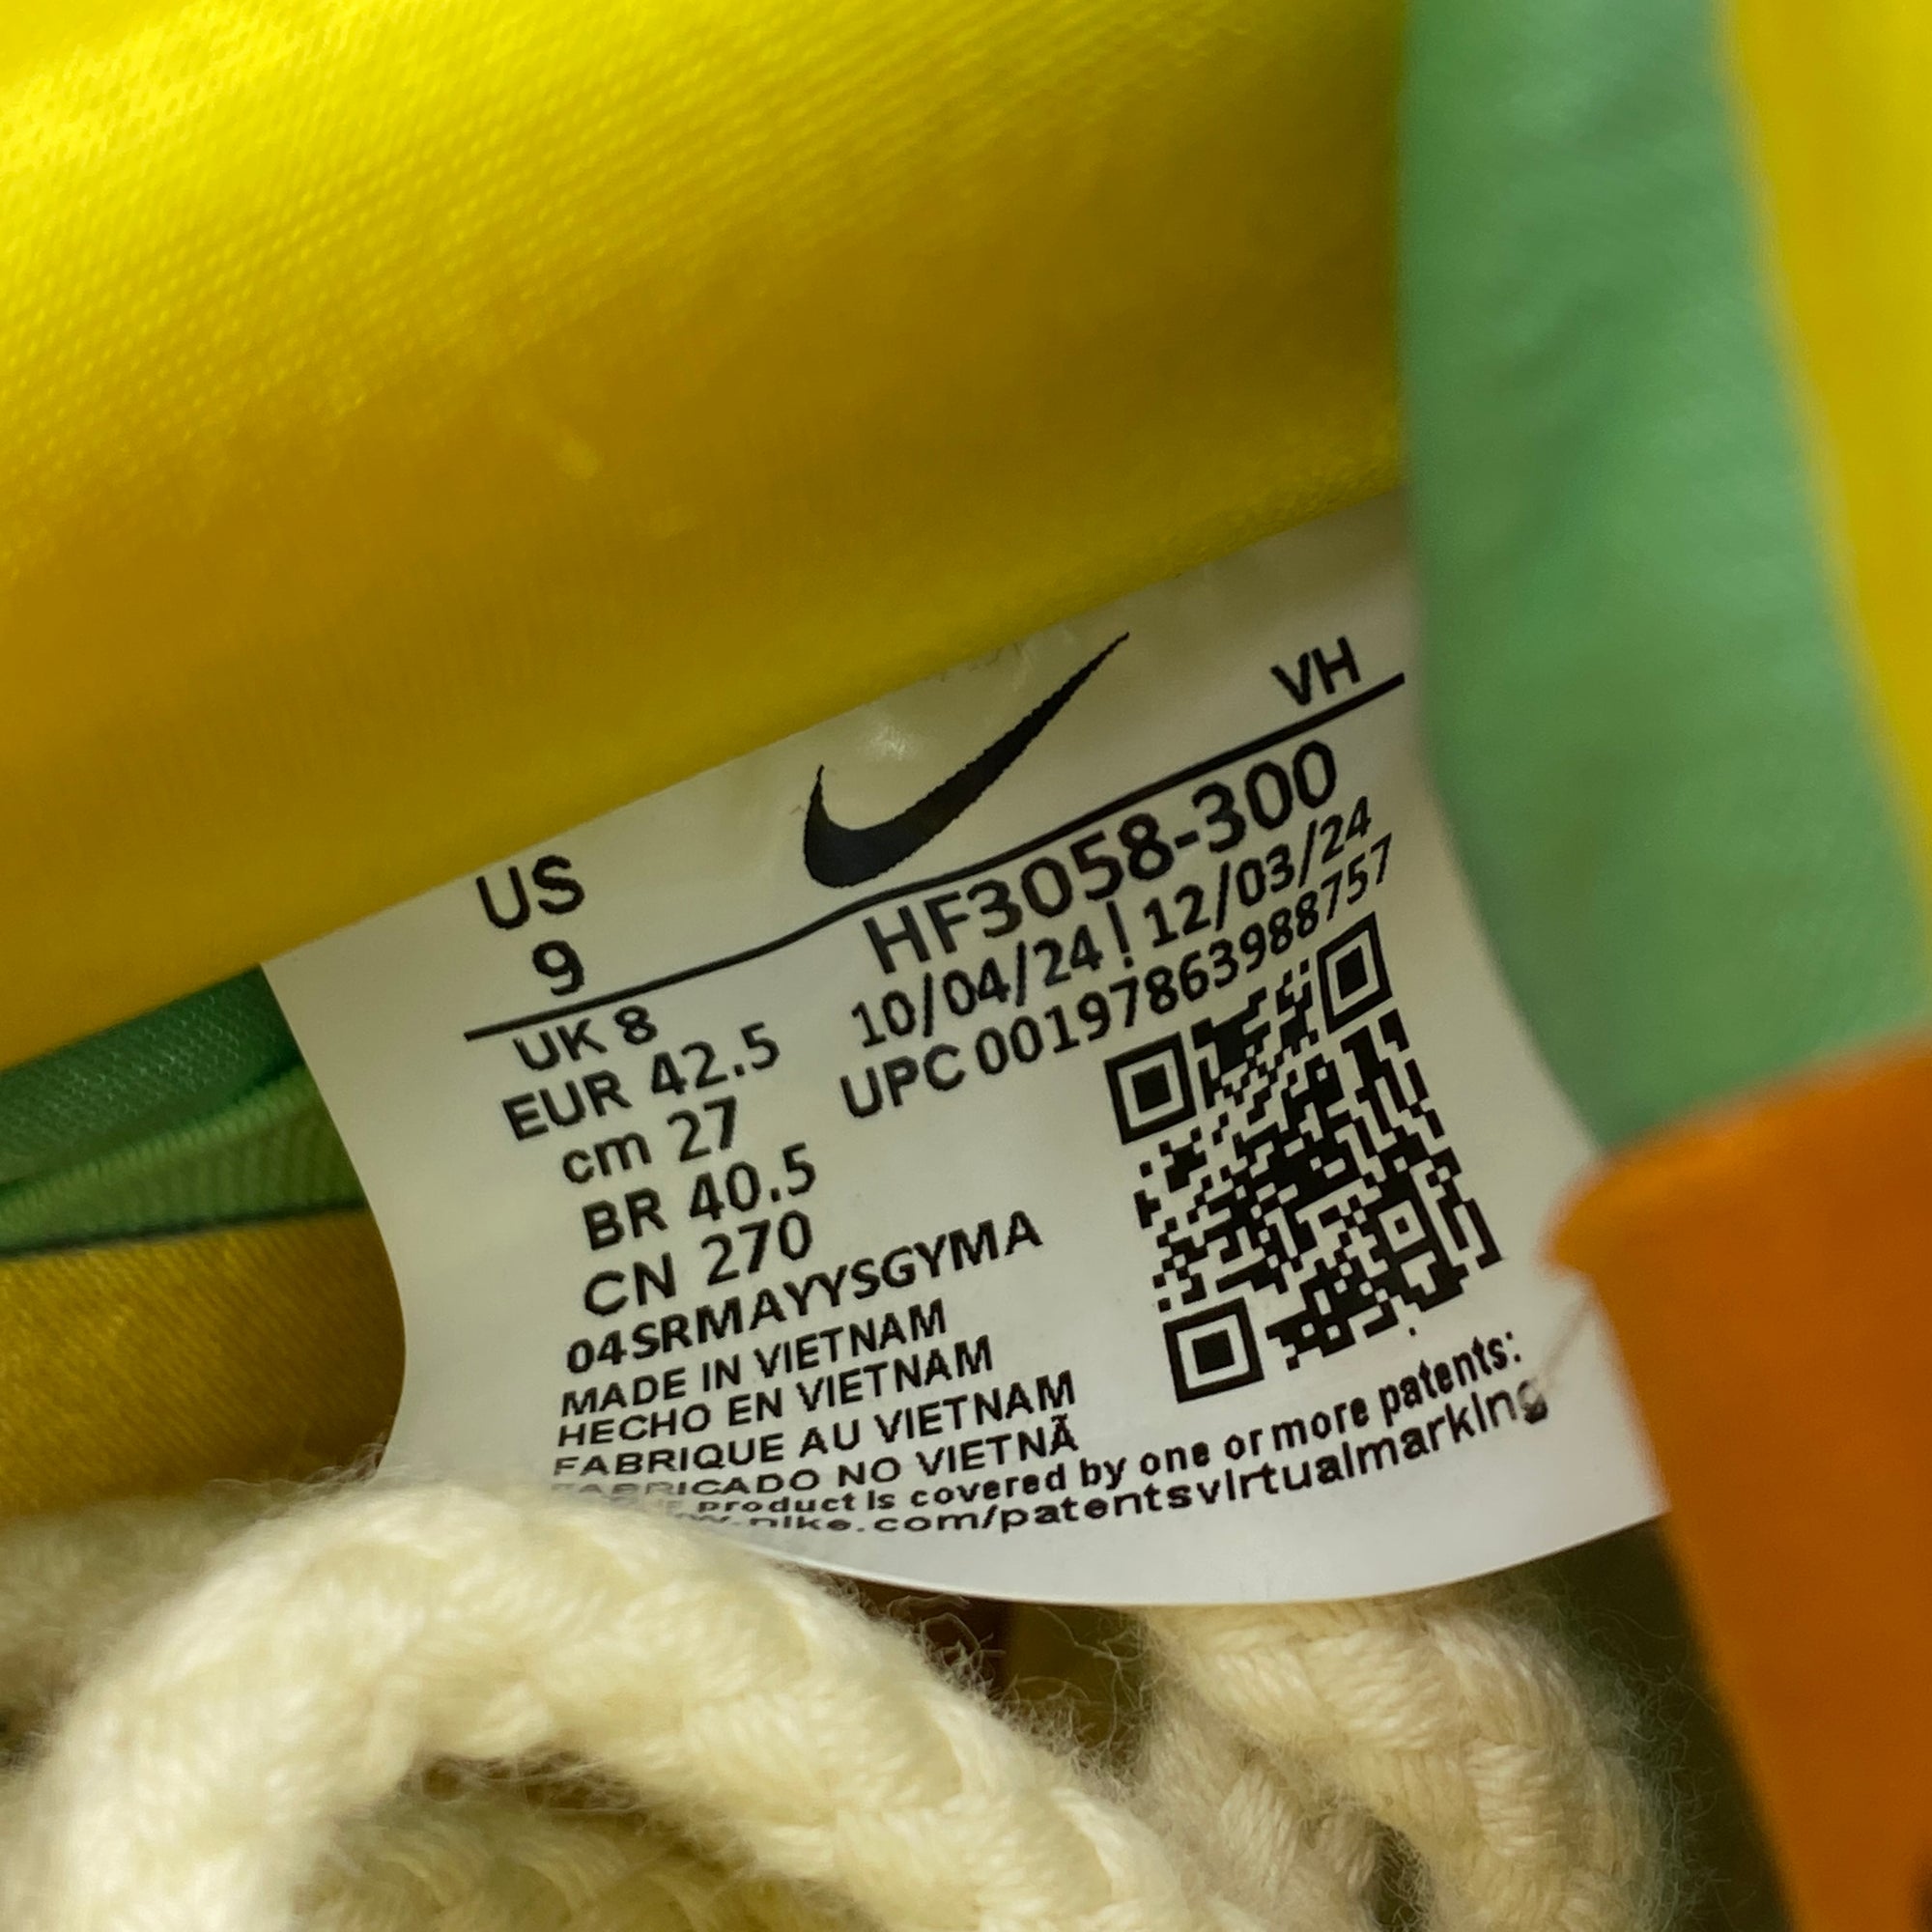 VH
US
9
HF3058-300
10/04/24 | 12/03/24
UPC 00197863988757
UK 8
EUR 42.5
cm 27
BR 40.5
CN 270
04SRMAYYSGYMA
MADE IN VIETNAM
HECHO EN VIETNAM
FABRIQUE AU VIETNAM
FABRICADO NO VIETNÃ
product is covered by one or more patents:
.nike.com/patentsvirtualmarking